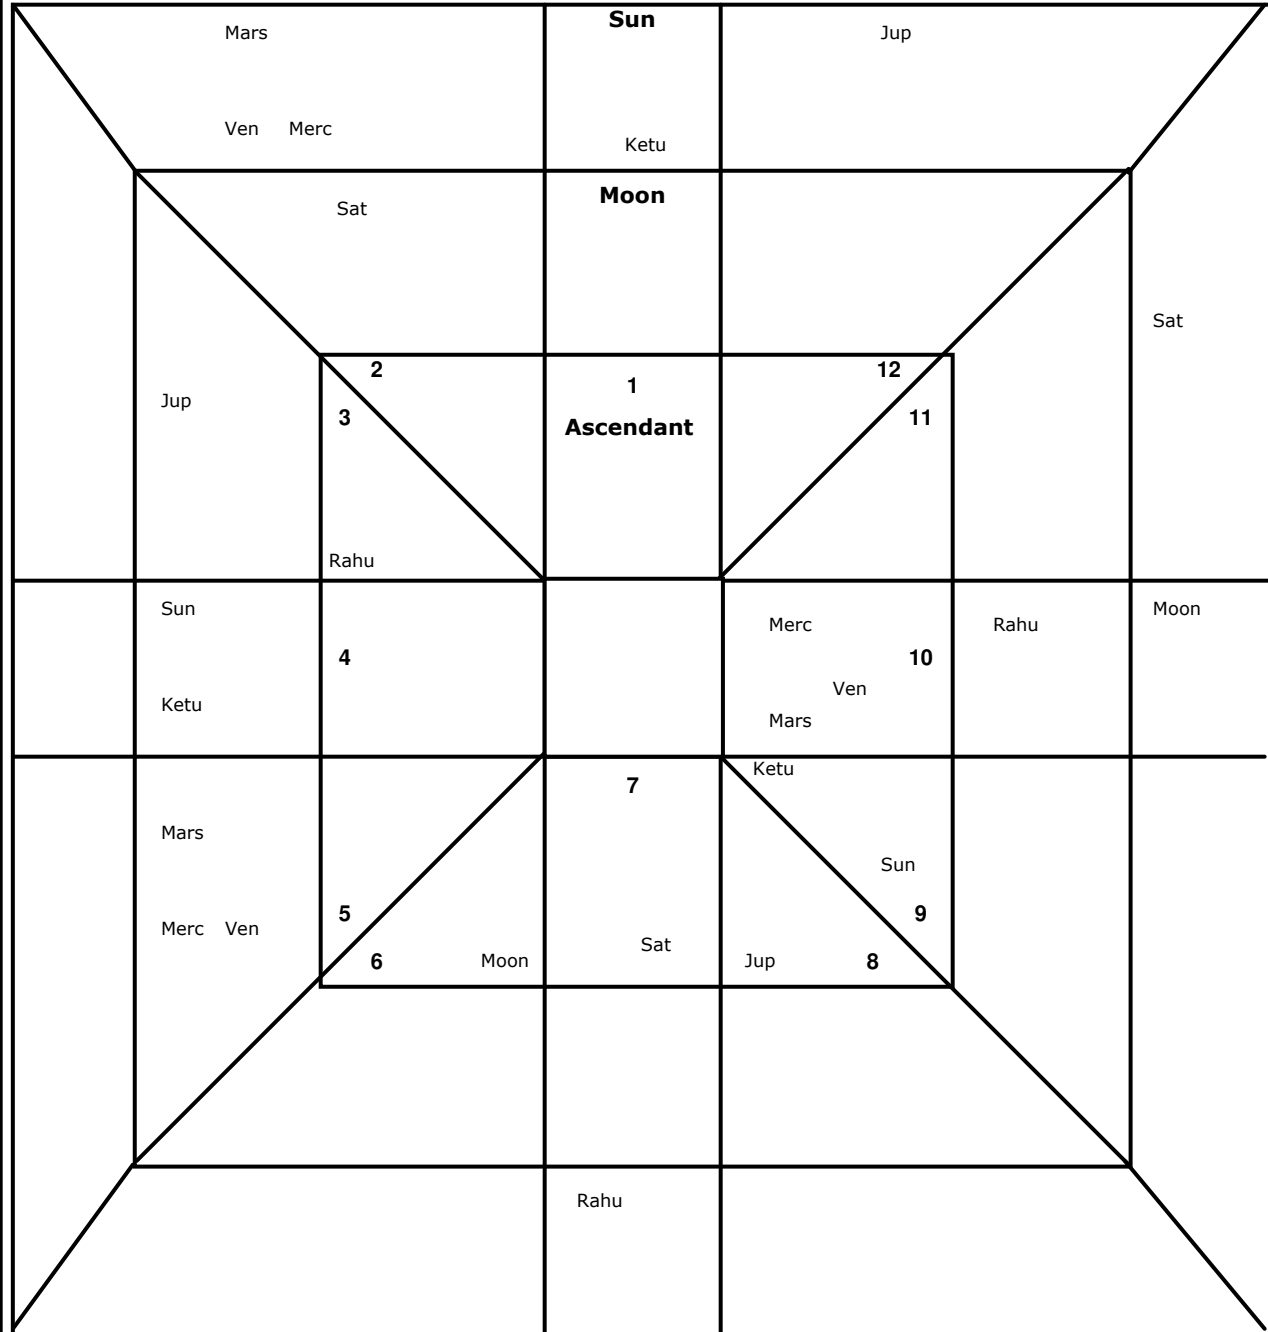 Sun
Mars Jup
Ven Merc
Ketu
Moon
Sat
Sat
2 12
1
Jup
3 11
Ascendant
Rahu
Sun Moon
Merc Rahu
4 10
Ven
Ketu
Mars
Ketu
7
Mars
Sun
5 9
Merc Ven
Sat
6 Moon Jup 8
Rahu